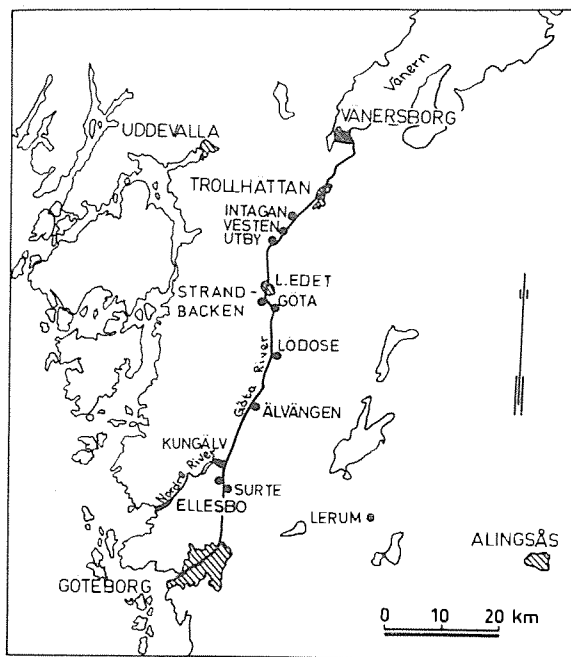 Vänern
VÄNERSBORG
UDDEVALLA
TROLLHÄTTAN
INTAGAN
VESTEN
UTBY
L.EDET
STRAND-
BACKEN
GÖTA
LÖDÖSE
Göta River
ÄLVÄNGEN
KUNGÄLV
Nordre River
SURTE
ELLESBO
LERUM
ALINGSÅS
GÖTEBORG
0 10 20 km